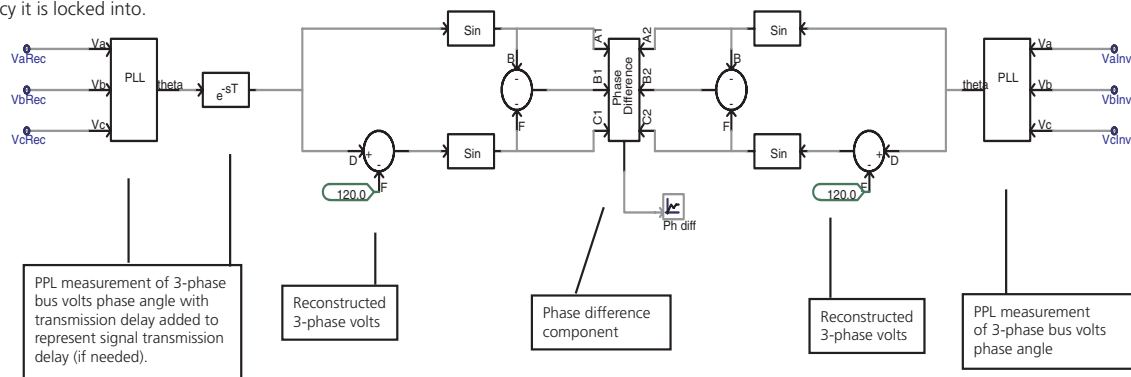 cy it is locked into.
Va
VaRec
Vb
VbRec
Vc
VcRec
PLL
theta
e-sT
D
+
-
F
120.0
Sin
Sin
B
-
-
F
A1
B1
C1
Phase
Difference
A2
B2
C2
Ph diff
B
-
-
F
Sin
Sin
+
-
D
F
120.0
theta
PLL
Va
VaInv
Vb
VbInv
Vc
VcInv
PPL measurement of 3-phase
bus volts phase angle with
transmission delay added to
represent signal transmission
delay (if needed).
Reconstructed
3-phase volts
Phase difference
component
Reconstructed
3-phase volts
PPL measurement
of 3-phase bus volts
phase angle